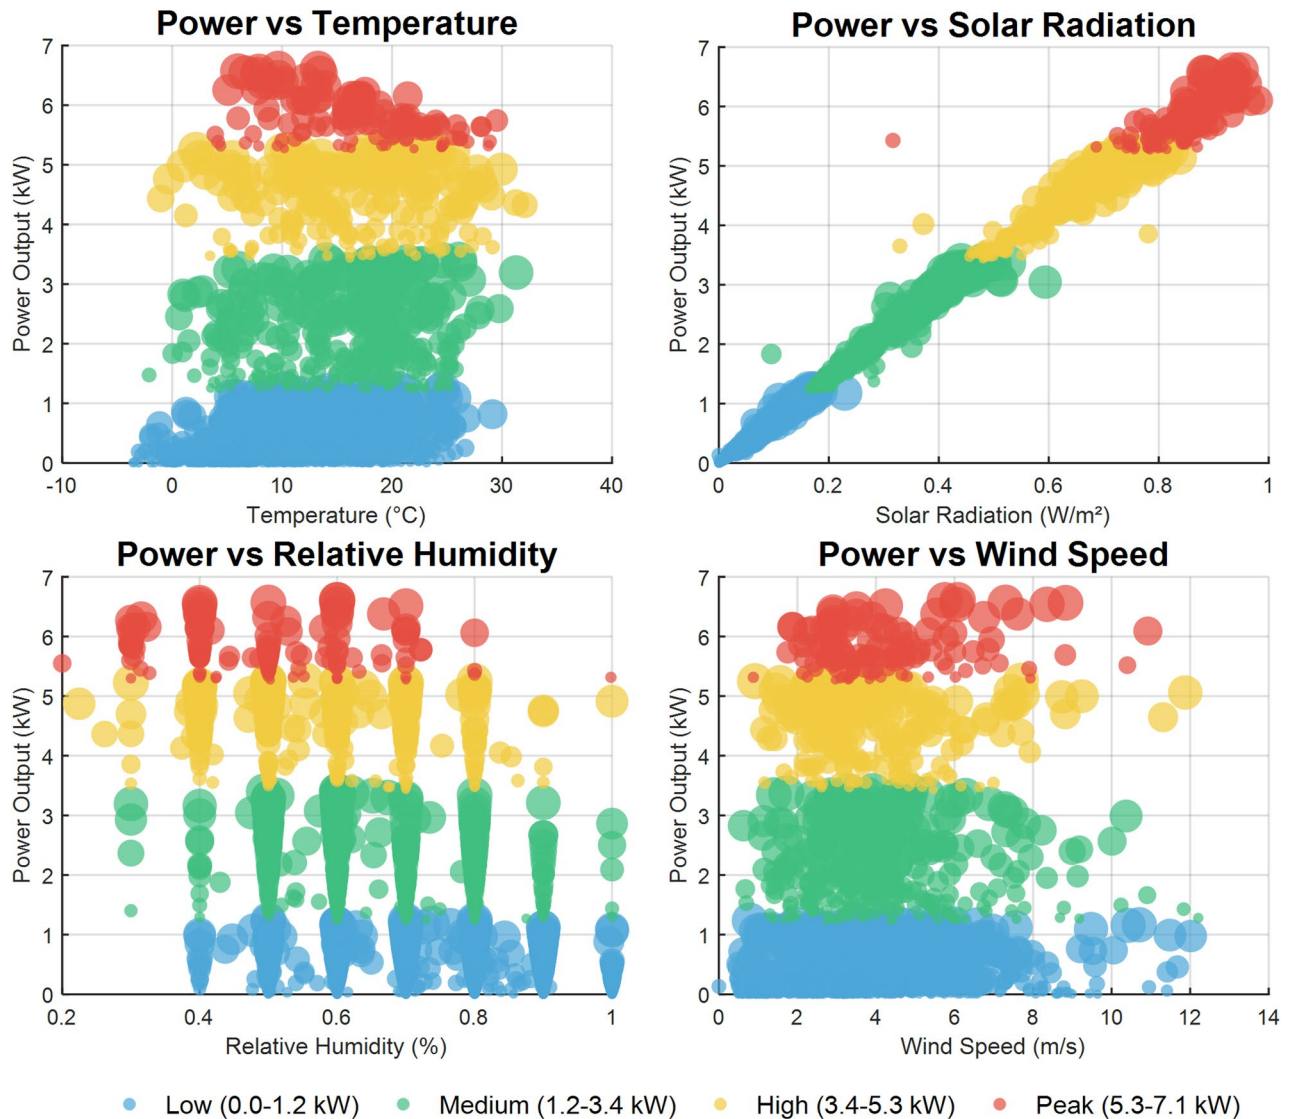 Power vs Temperature
7
6
5
4
3
2
1
0
Power Output (kW)
-10 0 10 20 30 40
Temperature (°C)
Power vs Solar Radiation
7
6
5
4
3
2
1
0
Power Output (kW)
0 0.2 0.4 0.6 0.8 1
Solar Radiation (W/m²)
Power vs Relative Humidity
7
6
5
4
3
2
1
0
Power Output (kW)
0.2 0.4 0.6 0.8 1
Relative Humidity (%)
Power vs Wind Speed
7
6
5
4
3
2
1
0
Power Output (kW)
0 2 4 6 8 10 12 14
Wind Speed (m/s)
Low (0.0-1.2 kW) Medium (1.2-3.4 kW) High (3.4-5.3 kW) Peak (5.3-7.1 kW)